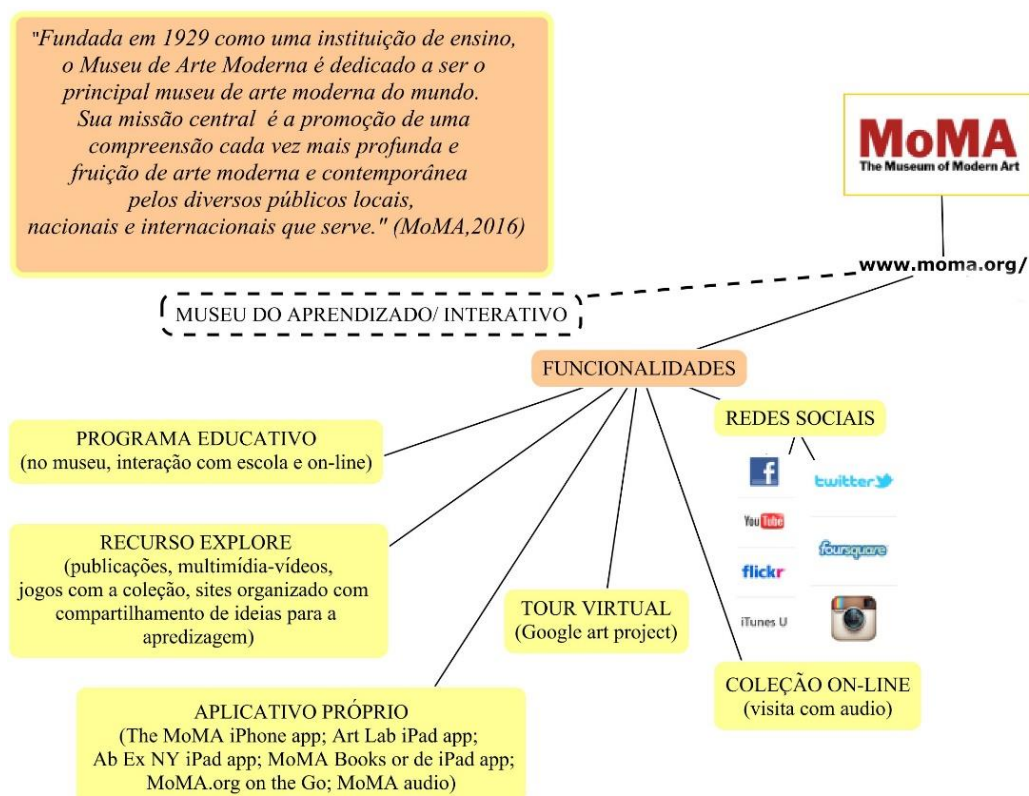 "Fundada em 1929 como uma instituição de ensino,
o Museu de Arte Moderna é dedicado a ser o
principal museu de arte moderna do mundo.
Sua missão central é a promoção de uma
compreensão cada vez mais profunda e
fruição de arte moderna e contemporânea
pelos diversos públicos locais,
nacionais e internacionais que serve." (MoMA,2016)
MoMA
The Museum of Modern Art
www.moma.org/
MUSEU DO APRENDIZADO/ INTERATIVO
FUNCIONALIDADES
PROGRAMA EDUCATIVO
(no museu, interação com escola e on-line)
RECURSO EXPLORE
(publicações, multimídia-vídeos,
jogos com a coleção, sites organizado com
compartilhamento de ideias para a
apredizagem)
APLICATIVO PRÓPRIO
(The MoMA iPhone app; Art Lab iPad app;
Ab Ex NY iPad app; MoMA Books or de iPad app;
MoMA.org on the Go; MoMA audio)
TOUR VIRTUAL
(Google art project)
REDES SOCIAIS
f
twitter
YouTube
foursquare
flickr
iTunes U
COLEÇÃO ON-LINE
(visita com audio)